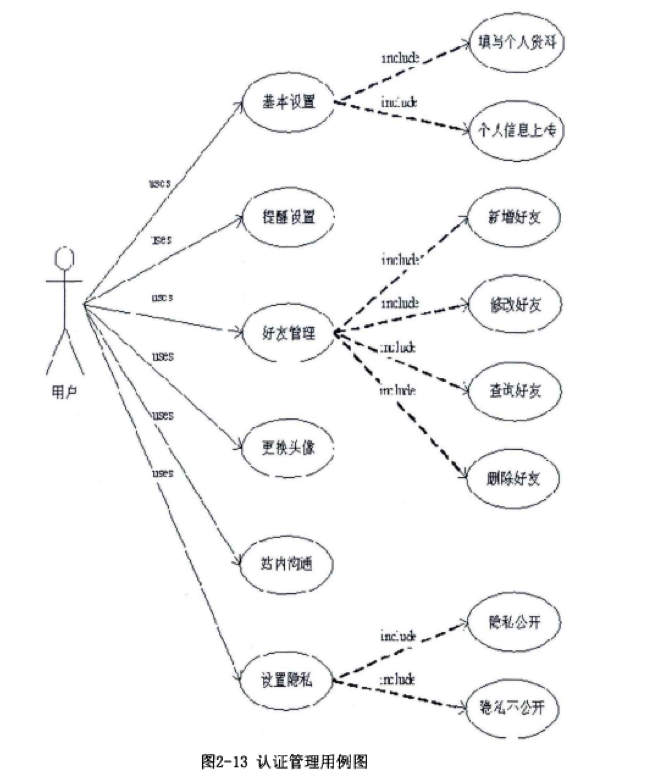 填写个人资料
include
基本设置
include
个人信息上传
uses
提醒设置
新增好友
uses
include
uses
好友管理
include
修改好友
用户
uses
include
查询好友
include
uses
更换头像
删除好友
uses
站内沟通
include
隐私公开
设置隐私
include
隐私不公开
图2-13 认证管理用例图